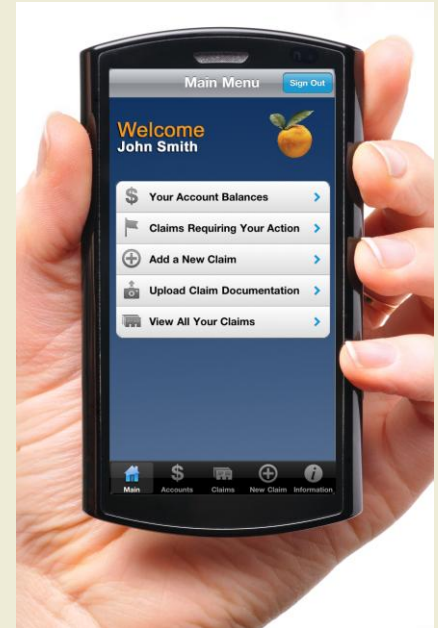 Main Menu
Sign Out
Welcome
John Smith
Your Account Balances
Claims Requiring Your Action
Add a New Claim
Upload Claim Documentation
View All Your Claims
Main
Accounts
Claims
New Claim
Information